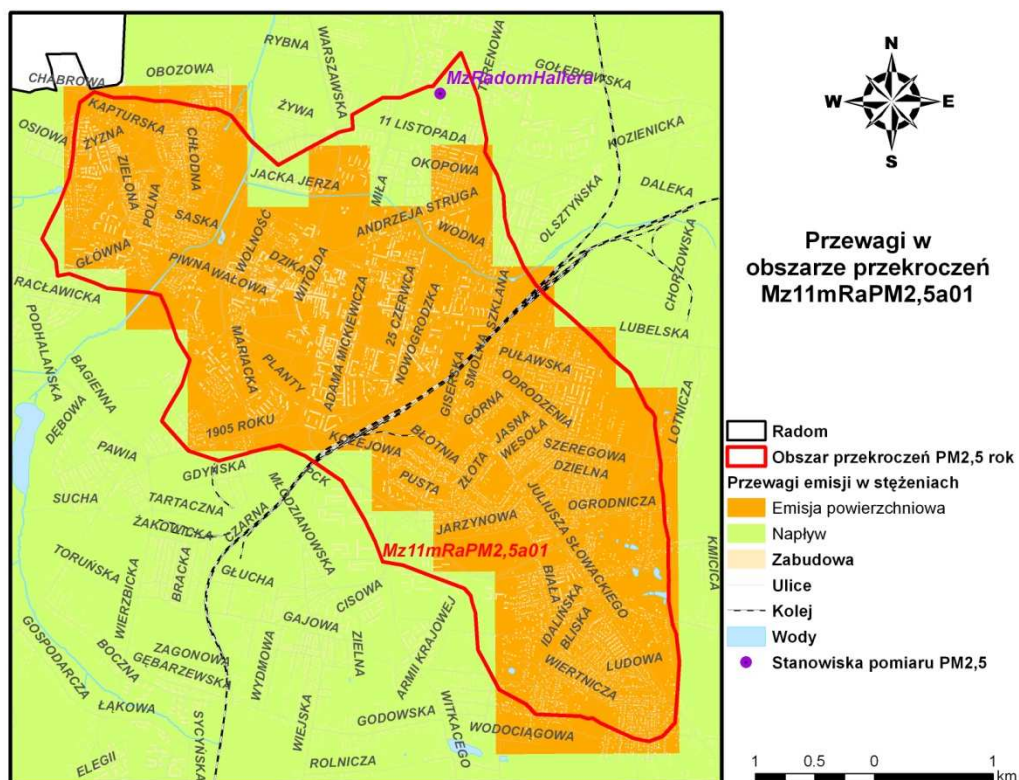 RYBNA
WARSZAWSKA
TERENOWA
GOŁĘBIOWSKA
CHABROWA
OBOZOWA
MzRadomHallera
OSIOWA
KAPTURSKA
ŻYZNA
CHŁODNA
ŻYWA
11 LISTOPADA
KOZIENICKA
ZIELONA
POLNA
JACKA JERZA
MIŁA
OKOPOWA
DALEKA
SASKA
ANDRZEJA STRUGA
WODNA
OLSZTYŃSKA
GŁÓWNA
PIWNA
WAŁOWA
WOLNOŚĆ
DZIKA
WITOLDA
CHORZOWSKA
RACŁAWICKA
PODHALAŃSKA
ADAMA MICKIEWICZA
25 CZERWCA
NOWOGRODZKA
SZKLANA
SMOLNA
GISERSKA
LUBELSKA
BAGIENNA
DĘBOWA
MARIACKA
PLANTY
PUŁAWSKA
ODRODZENIA
GÓRNA
JASNA
WESOŁA
LOTNICZA
1905 ROKU
KOLEJOWA
BŁOTNIA
ZŁOTA
SZEREGOWA
DZIELNA
PAWIA
GDYŃSKA
PCK
PUSTA
OGRODNICZA
SUCHA
TARTACZNA
ŻAKOWICKA
CZARNA
MŁODZIANOWSKA
JARZYNOWA
JULIUSZA SŁOWACKIEGO
Mz11mRaPM2,5a01
KMICICA
TORUŃSKA
WIERZBICKA
BRACKA
GŁUCHA
CISOWA
GAJOWA
BIAŁA
IDALIŃSKA
BLISKA
GOSPODARCZA
BOCZNA
ZAGONOWA
GĘBARZEWSKA
WYDMOWA
ZIELNA
ARMII KRAJOWEJ
WIERTNICZA
LUDOWA
ŁĄKOWA
SYCYŃSKA
WIEJSKA
GODOWSKA
WITKACEGO
WODOCIĄGOWA
ELEGII
ROLNICZA
N
W
E
S
Przewagi w
obszarze przekroczeń
Mz11mRaPM2,5a01
Radom
Obszar przekroczeń PM2,5 rok
Przewagi emisji w stężeniach
Emisja powierzchniowa
Napływ
Zabudowa
Ulice
Kolej
Wody
Stanowiska pomiaru PM2,5
1 0.5 0 1
km